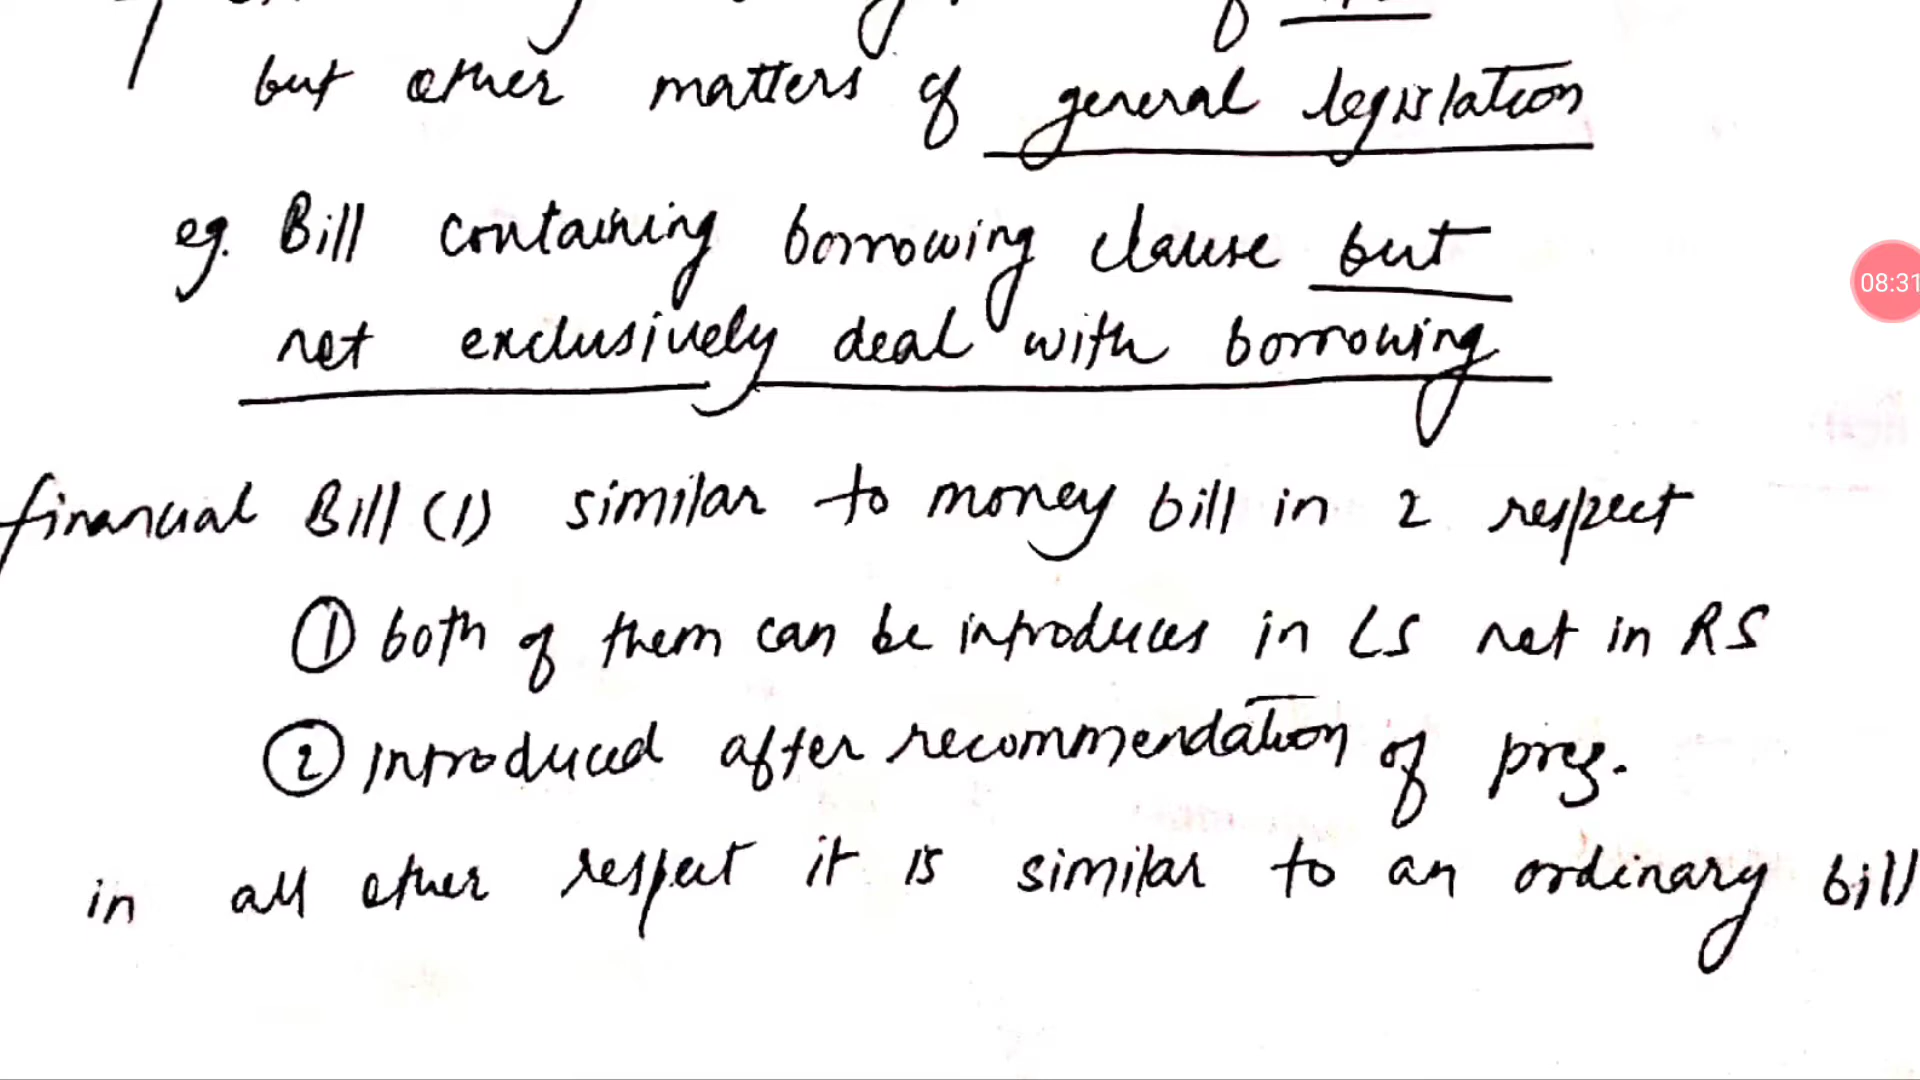 but other matters of general legislation
eg. Bill containing borrowing clause but
not exclusively deal with borrowing
financial Bill (1) similar to money bill in 2 respect
① both of them can be introduces in LS not in RS
② introduced after recommendation of prez.
in all other respect it is similar to an ordinary bill
08:31